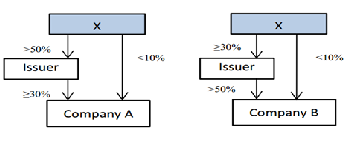 X
>50%
<10%
Issuer
≥30%
Company A
X
≥30%
<10%
Issuer
>50%
Company B